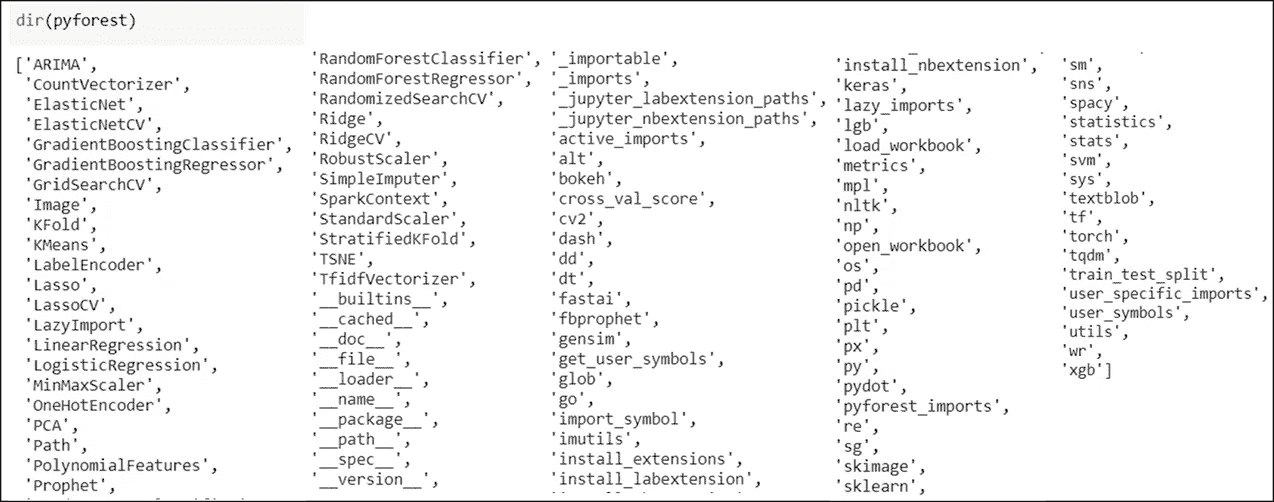 dir(pyforest)
['ARIMA',
'CountVectorizer',
'ElasticNet',
'ElasticNetCV',
'GradientBoostingClassifier',
'GradientBoostingRegressor',
'GridSearchCV',
'Image',
'KFold',
'KMeans',
'LabelEncoder',
'Lasso',
'LassoCV',
'LazyImport',
'LinearRegression',
'LogisticRegression',
'MinMaxScaler',
'OneHotEncoder',
'PCA',
'Path',
'PolynomialFeatures',
'Prophet',
'RandomForestClassifier',
'RandomForestRegressor',
'RandomizedSearchCV',
'Ridge',
'RidgeCV',
'RobustScaler',
'SimpleImputer',
'SparkContext',
'StandardScaler',
'StratifiedKFold',
'TSNE',
'TfidfVectorizer',
'__builtins__',
'__cached__',
'__doc__',
'__file__',
'__loader__',
'__name__',
'__package__',
'__path__',
'__spec__',
'__version__',
'_importable',
'_imports',
'_jupyter_labextension_paths',
'_jupyter_nbextension_paths',
'active_imports',
'alt',
'bokeh',
'cross_val_score',
'cv2',
'dash',
'dd',
'dt',
'fastai',
'fbprophet',
'gensim',
'get_user_symbols',
'glob',
'go',
'import_symbol',
'imutils',
'install_extensions',
'install_labextension',
'install_nbextension',
'keras',
'lazy_imports',
'lgb',
'load_workbook',
'metrics',
'mpl',
'nltk',
'np',
'open_workbook',
'os',
'pd',
'pickle',
'plt',
'px',
'py',
'pydot',
'pyforest_imports',
're',
'sg',
'skimage',
'sklearn',
'sm',
'sns',
'spacy',
'statistics',
'stats',
'svm',
'sys',
'textblob',
'tf',
'torch',
'tqdm',
'train_test_split',
'user_specific_imports',
'user_symbols',
'utils',
'wr',
'xgb']